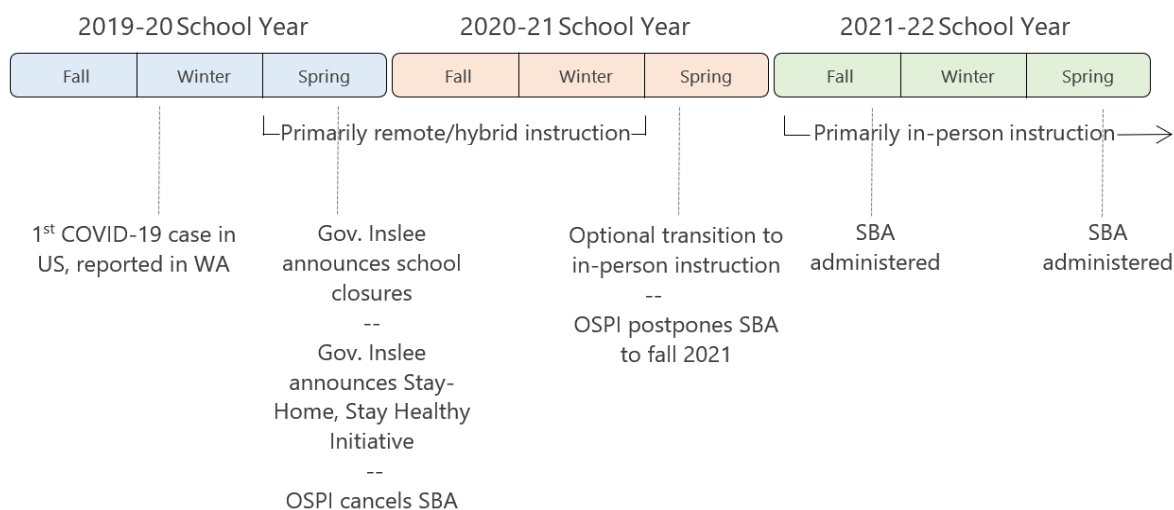 2019-20 School Year
2020-21 School Year
2021-22 School Year
Fall
Winter
Spring
Fall
Winter
Spring
Fall
Winter
Spring
Primarily remote/hybrid instruction
Primarily in-person instruction
1st COVID-19 case in
US, reported in WA
Gov. Inslee
announces school
closures
--
Gov. Inslee
announces Stay-
Home, Stay Healthy
Initiative
--
OSPI cancels SBA
Optional transition to
in-person instruction
--
OSPI postpones SBA
to fall 2021
SBA
administered
SBA
administered